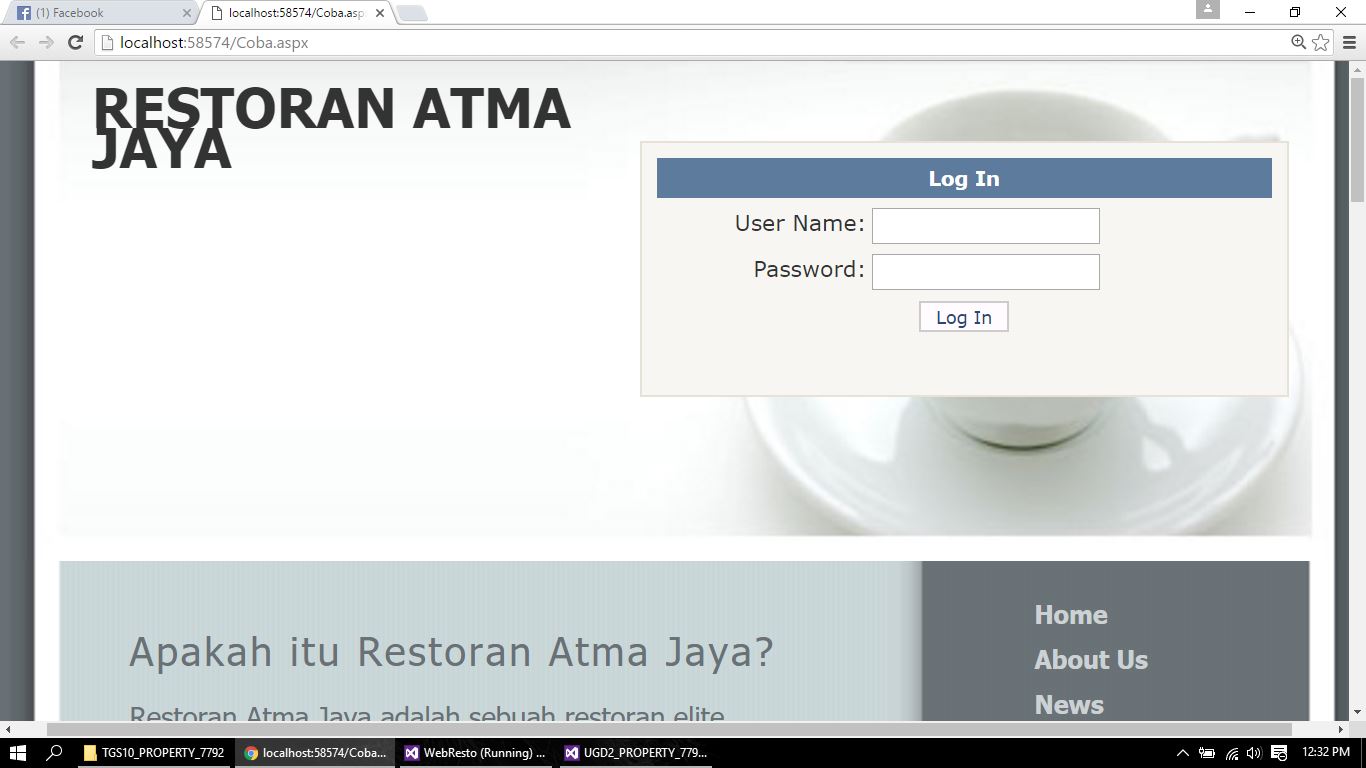 (1) Facebook
localhost:58574/Coba.asp
localhost:58574/Coba.aspx
RESTORAN ATMA
JAYA
Log In
User Name:
Password:
Log In
Apakah itu Restoran Atma Jaya?
Restoran Atma Jaya adalah sebuah restoran elite
Home
About Us
News
TGS10_PROPERTY_7792
localhost:58574/Coba...
WebResto (Running) ...
UGD2_PROPERTY_779...
12:32 PM